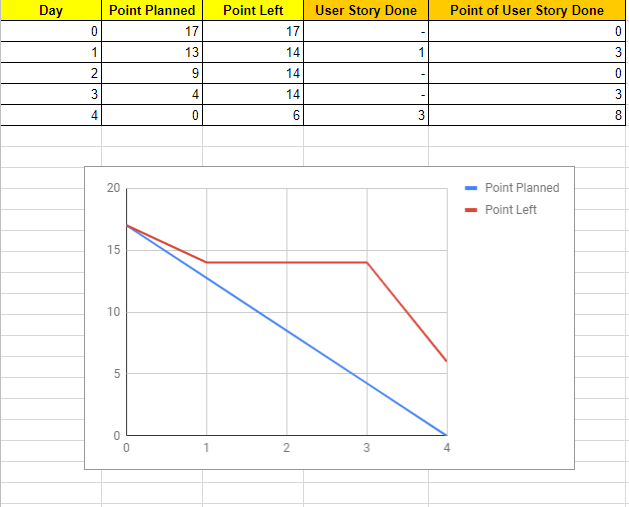 Day Point Planned Point Left User Story Done Point of User Story Done
0 17 17 - 0
1 13 14 1 3
2 9 14 - 0
3 4 14 - 3
4 0 6 3 8
20
15
10
5
0
0 1 2 3 4
Point Planned
Point Left